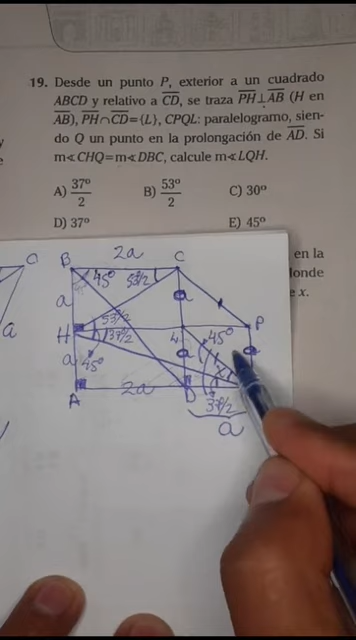 19. Desde un punto P, exterior a un cuadrado
ABCD y relativo a CD, se traza PH⊥AB (H en
AB), PH∩CD={L}, CPQL: paralelogramo, sien-
do Q un punto en la prolongación de AD. Si
m∢CHQ=m∢DBC, calcule m∢LQH.
A) 37°/2
B) 53°/2
C) 30°
D) 37°
E) 45°
en la
londe
e x.
2a
B
C
45°
53/2
a
a
H
53/2
37/2
L
P
45°
a
45°
a
a
x
A
2a
D
37/2
a
a